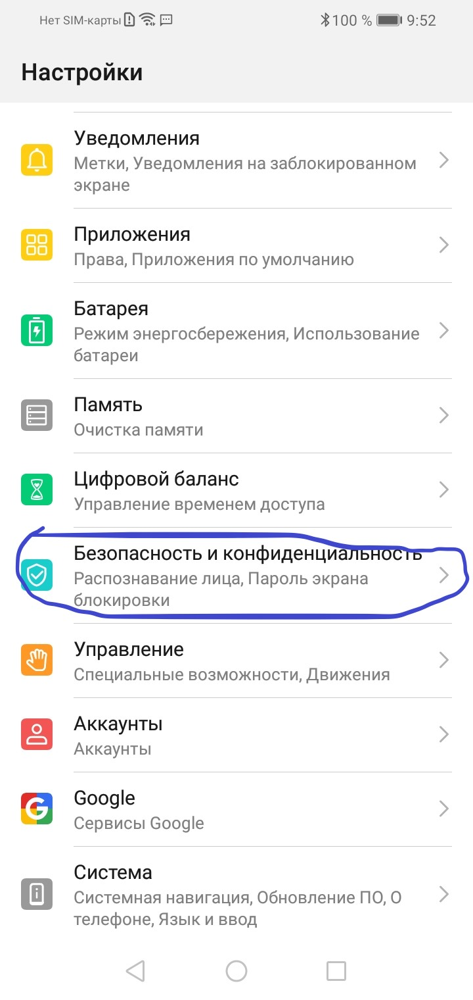 Нет SIM-карты 100 % 9:52
Настройки
Уведомления
Метки, Уведомления на заблокированном
экране
Приложения
Права, Приложения по умолчанию
Батарея
Режим энергосбережения, Использование
батареи
Память
Очистка памяти
Цифровой баланс
Управление временем доступа
Безопасность и конфиденциальность
Распознавание лица, Пароль экрана
блокировки
Управление
Специальные возможности, Движения
Аккаунты
Аккаунты
Google
Сервисы Google
Система
Системная навигация, Обновление ПО, О
телефоне, Язык и ввод